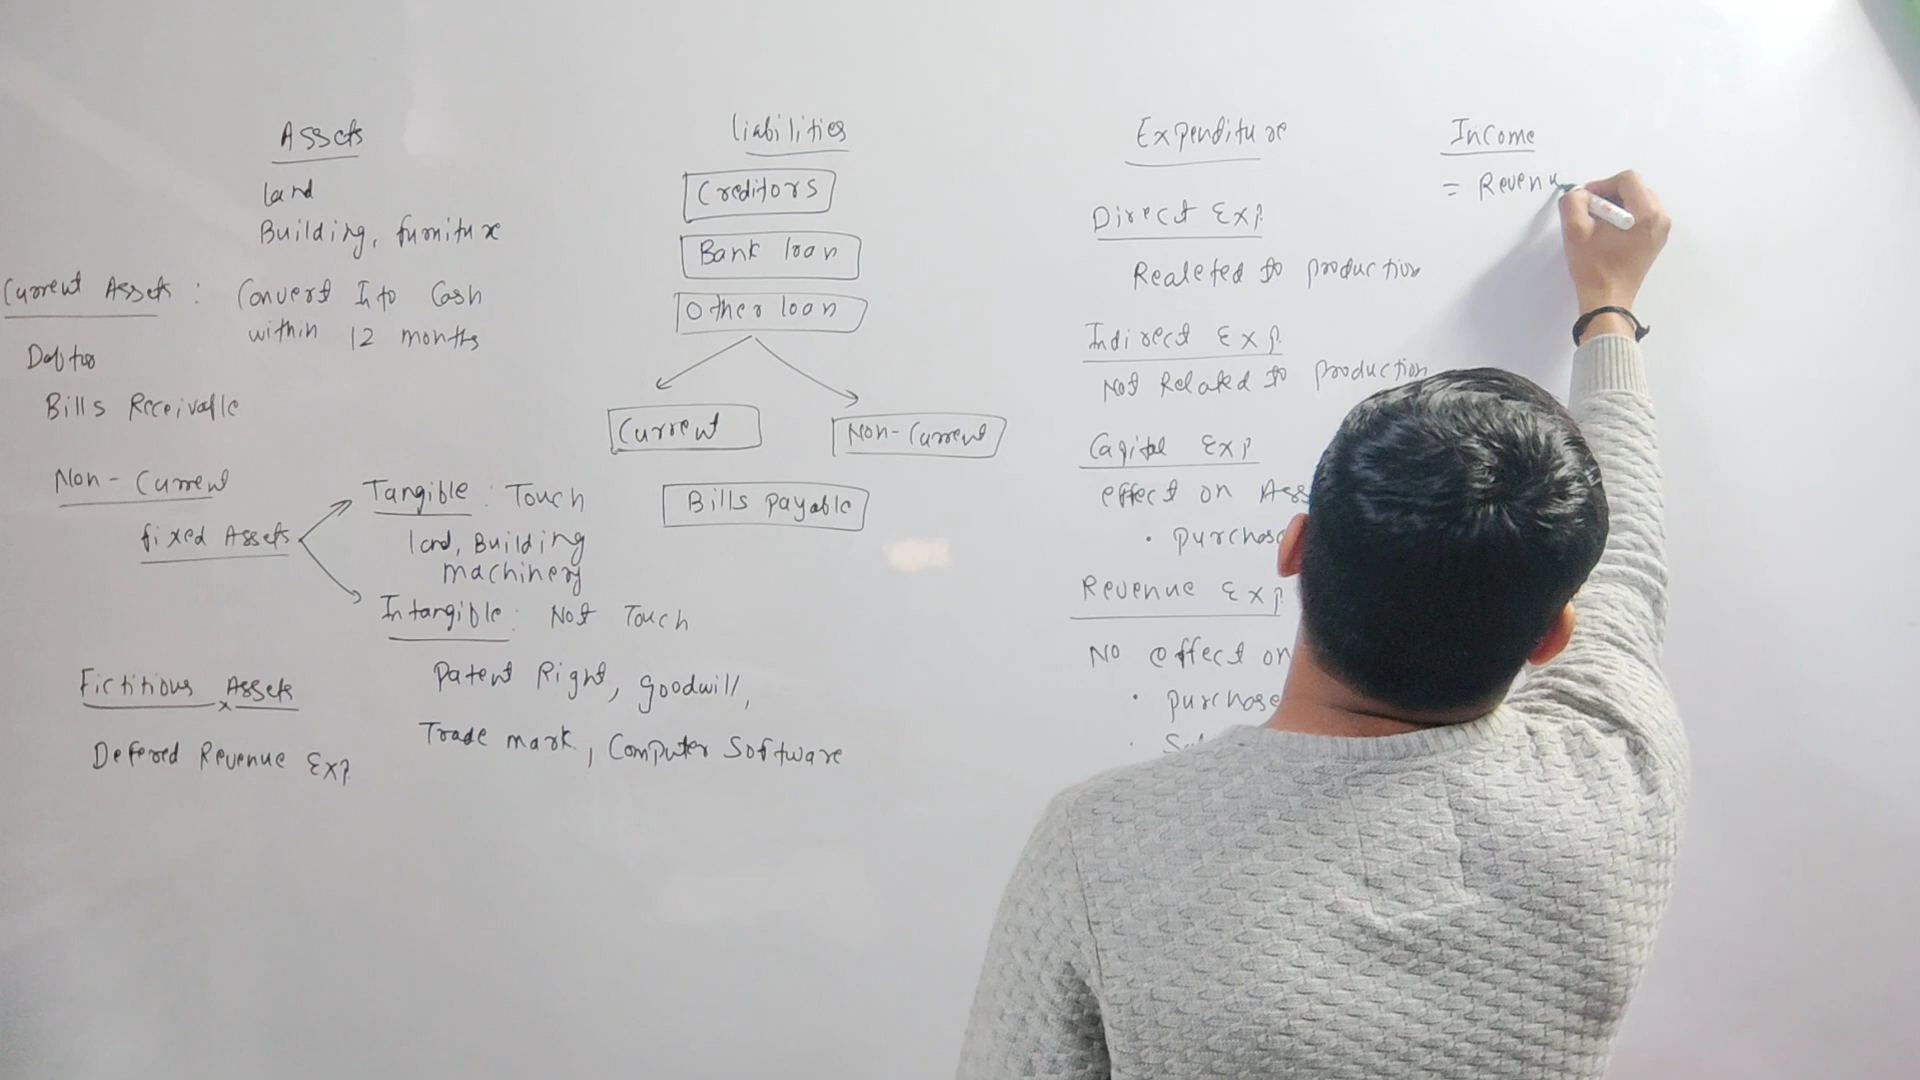 Assets
Land
Building, furniture
Current Assets : Convert Into Cash
within 12 months
Bills Receivable
Non-Current
fixed Assets
Tangible : Touch
land, Building
machinery
Intangible : Not Touch
Patent Right, goodwill,
Trade mark, Computer Software
Fictitious Assets
x
Defered Revenue Exp.
Liabilities
Creditors
Bank loan
Other loan
Current
Non-Current
Bills payable
Expenditure
Direct Exp.
Realeted to production
Indirect Exp.
Not Related to production
Capital Exp.
effect on Ass
• purchase
Revenue Exp.
No effect on
• purchase
Income
= Revenu